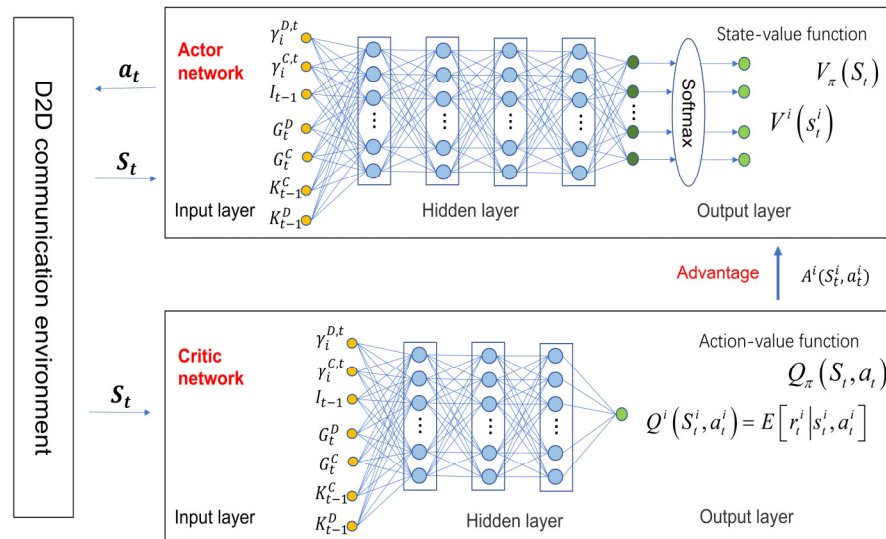 D2D communication environment
a_t
S_t
S_t
Actor
network
γ_i^{D,t}
γ_i^{C,t}
I_{t-1}
G_t^D
G_t^C
K_{t-1}^C
K_{t-1}^D
Input layer
Hidden layer
Softmax
Output layer
State-value function
V_π(S_t)
V^i(s_t^i)
Advantage
A^i(S_t^i, a_t^i)
Critic
network
γ_i^{D,t}
γ_i^{C,t}
I_{t-1}
G_t^D
G_t^C
K_{t-1}^C
K_{t-1}^D
Input layer
Hidden layer
Output layer
Action-value function
Q_π(S_t, a_t)
Q^i(S_t^i, a_t^i) = E[r_t^i | s_t^i, a_t^i]